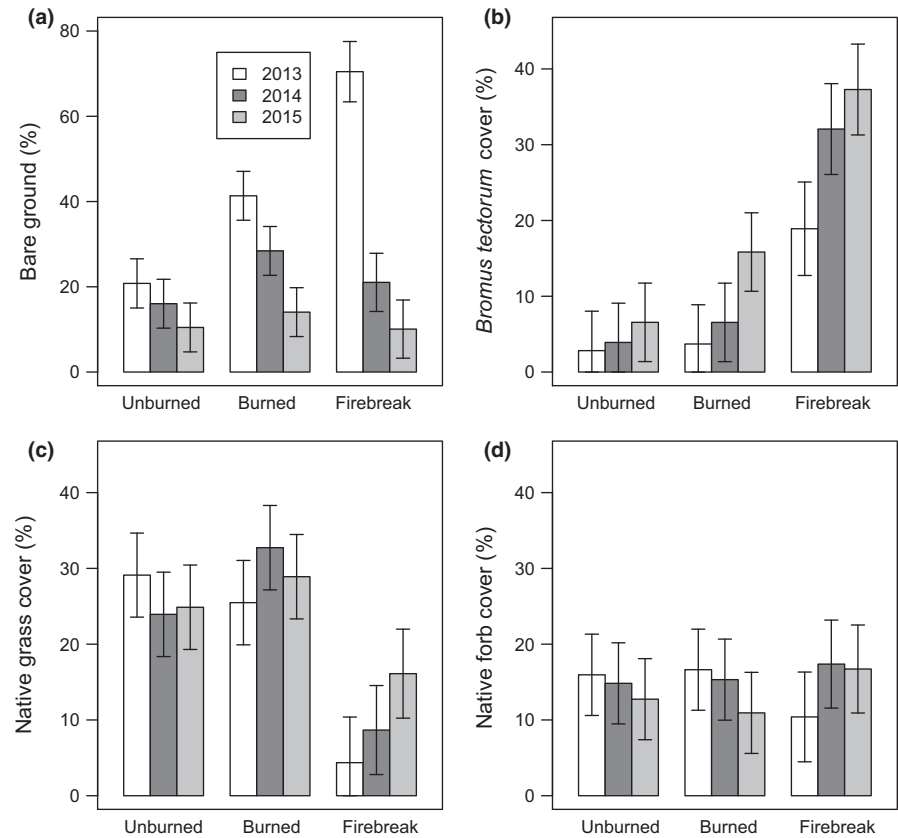 (a)
Bare ground (%)
80
60
40
20
0
2013
2014
2015
Unburned Burned Firebreak
(b)
Bromus tectorum cover (%)
40
30
20
10
0
Unburned Burned Firebreak
(c)
Native grass cover (%)
40
30
20
10
0
Unburned Burned Firebreak
(d)
Native forb cover (%)
40
30
20
10
0
Unburned Burned Firebreak